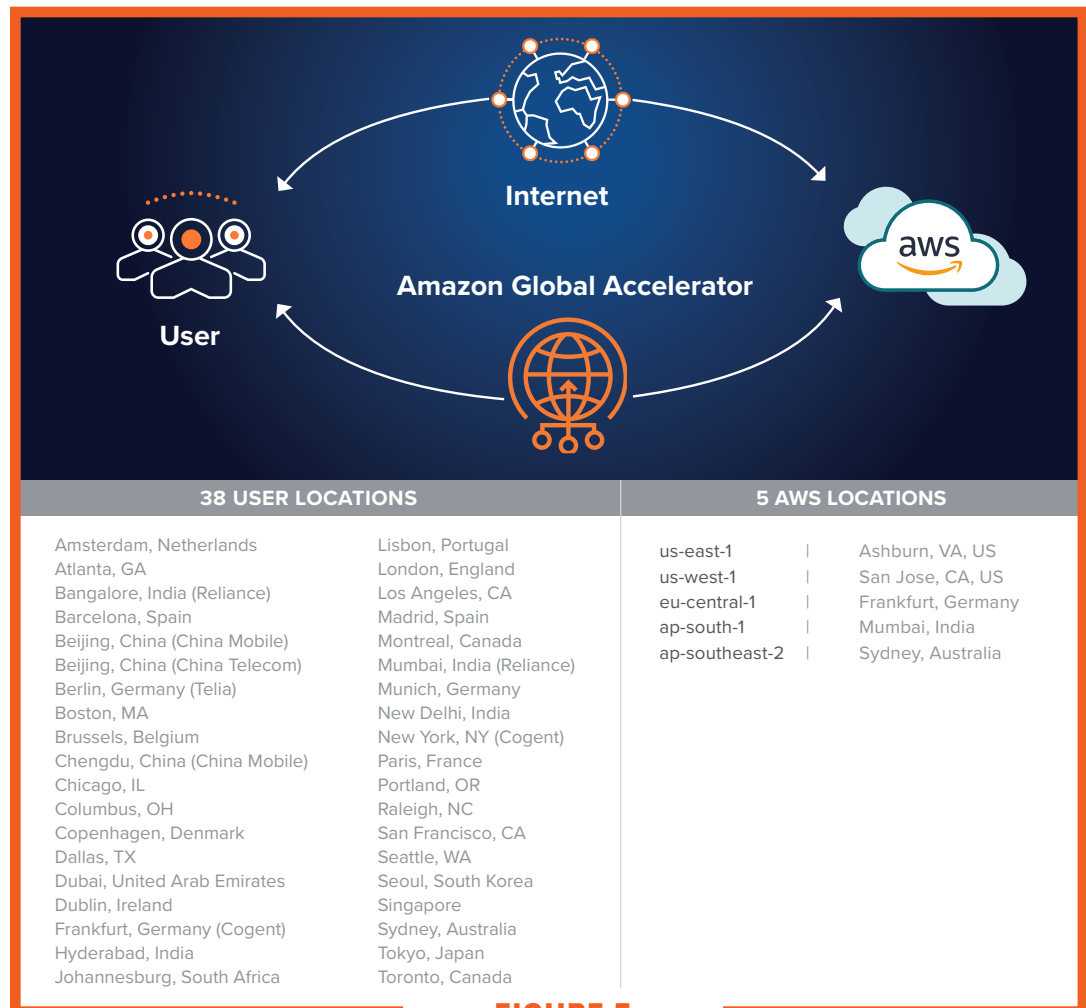 Internet
aws
Amazon Global Accelerator
User
38 USER LOCATIONS
Amsterdam, Netherlands
Atlanta, GA
Bangalore, India (Reliance)
Barcelona, Spain
Beijing, China (China Mobile)
Beijing, China (China Telecom)
Berlin, Germany (Telia)
Boston, MA
Brussels, Belgium
Chengdu, China (China Mobile)
Chicago, IL
Columbus, OH
Copenhagen, Denmark
Dallas, TX
Dubai, United Arab Emirates
Dublin, Ireland
Frankfurt, Germany (Cogent)
Hyderabad, India
Johannesburg, South Africa
Lisbon, Portugal
London, England
Los Angeles, CA
Madrid, Spain
Montreal, Canada
Mumbai, India (Reliance)
Munich, Germany
New Delhi, India
New York, NY (Cogent)
Paris, France
Portland, OR
Raleigh, NC
San Francisco, CA
Seattle, WA
Seoul, South Korea
Singapore
Sydney, Australia
Tokyo, Japan
Toronto, Canada
5 AWS LOCATIONS
us-east-1 | Ashburn, VA, US
us-west-1 | San Jose, CA, US
eu-central-1 | Frankfurt, Germany
ap-south-1 | Mumbai, India
ap-southeast-2 | Sydney, Australia